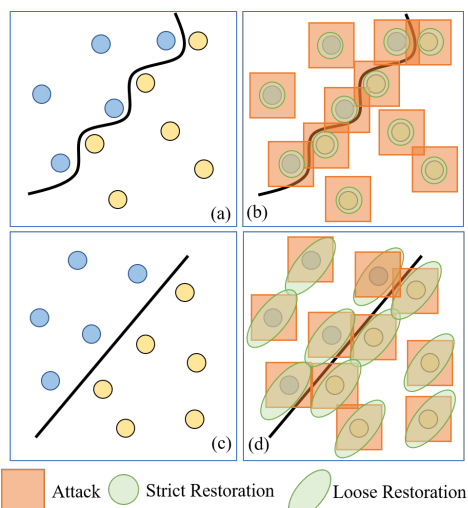 (a)
(b)
(c)
(d)
Attack
Strict Restoration
Loose Restoration